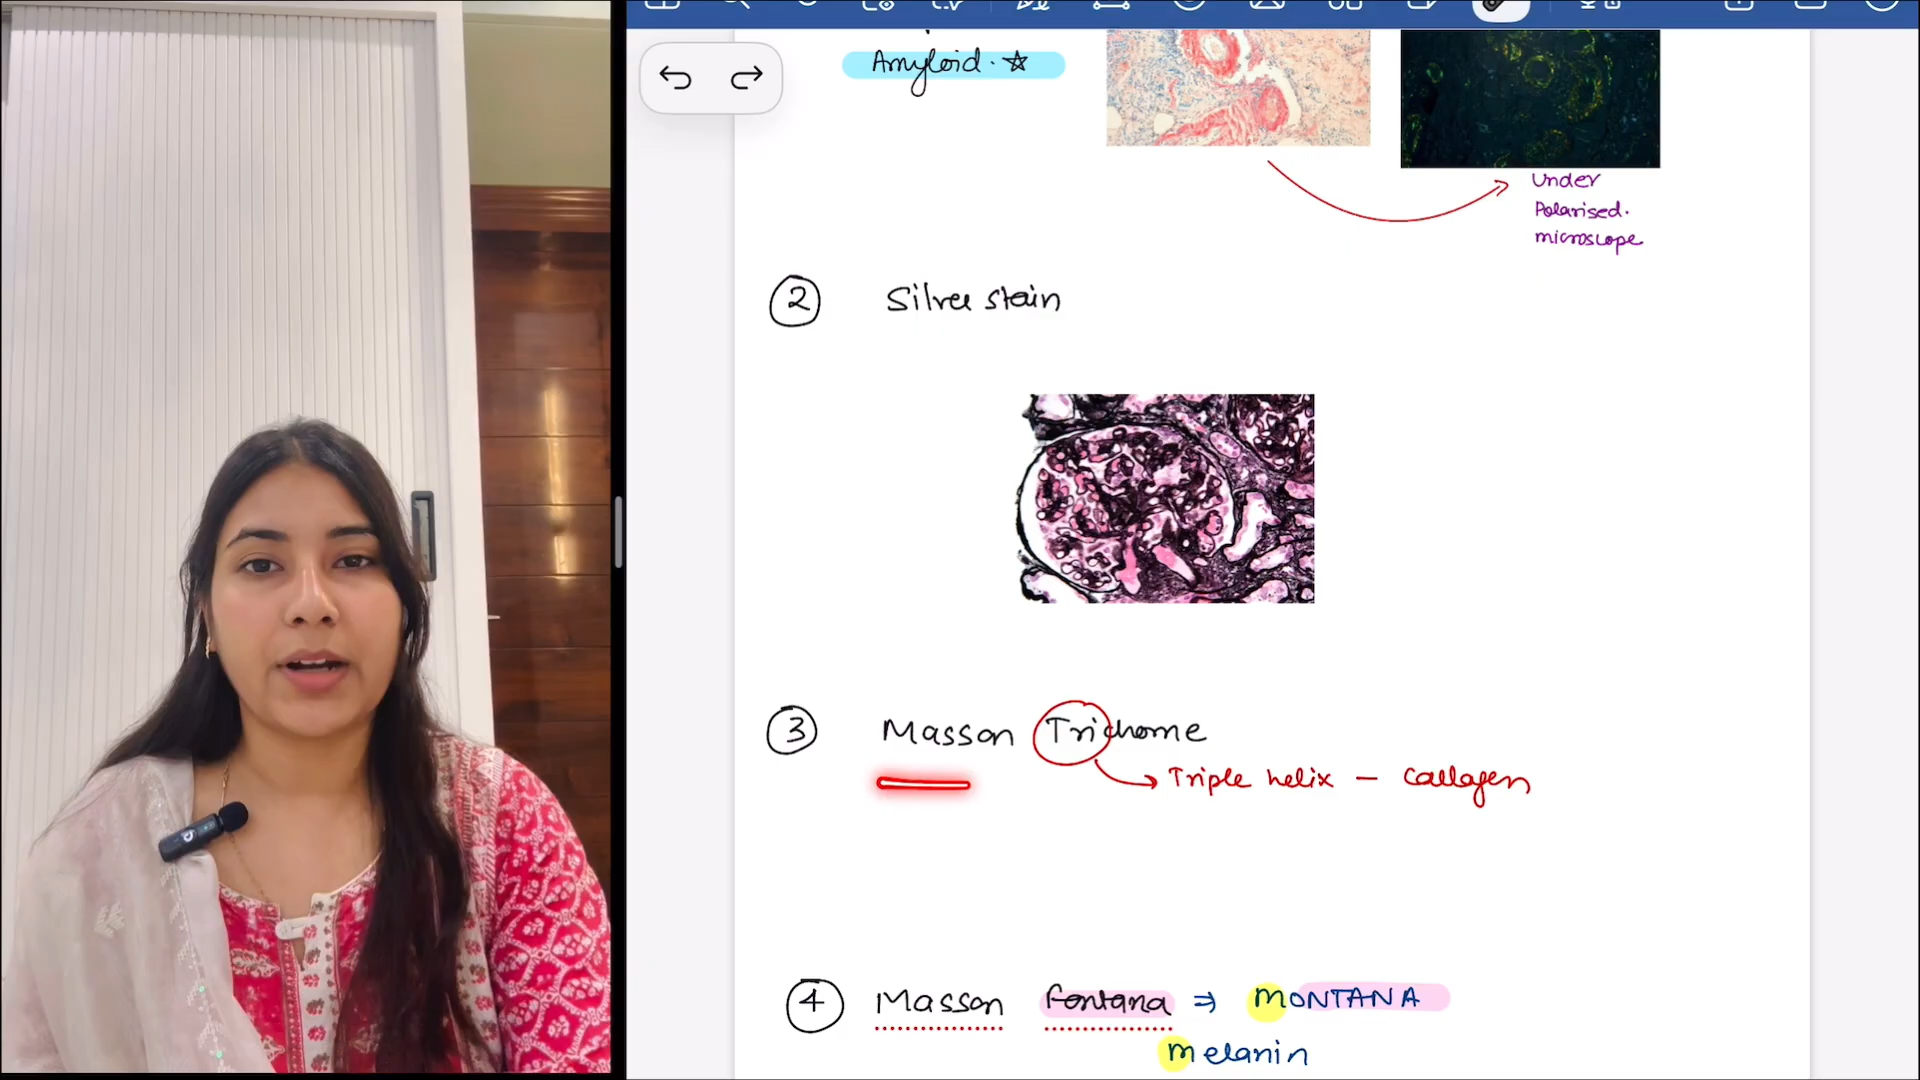 Amyloid. ☆
Under
Polarised.
microscope
2 Silver stain
3 Masson Trichome
Triple helix - Collagen
4 Masson Fontana ⇒ MONTANA
Melanin